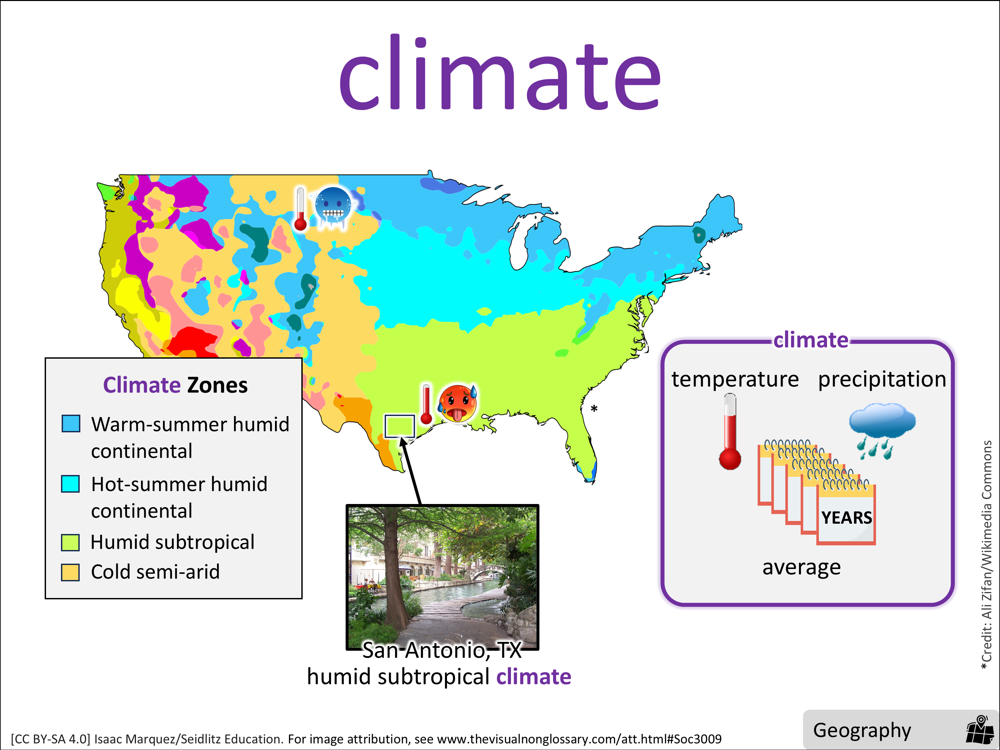 climate
Climate Zones
Warm-summer humid
continental
Hot-summer humid
continental
Humid subtropical
Cold semi-arid
*
San Antonio, TX
humid subtropical climate
climate
temperature precipitation
YEARS
average
*Credit: Ali Zifan/Wikimedia Commons
[CC BY-SA 4.0] Isaac Marquez/Seidlitz Education. For image attribution, see www.thevisualnonglossary.com/att.html#Soc3009
Geography